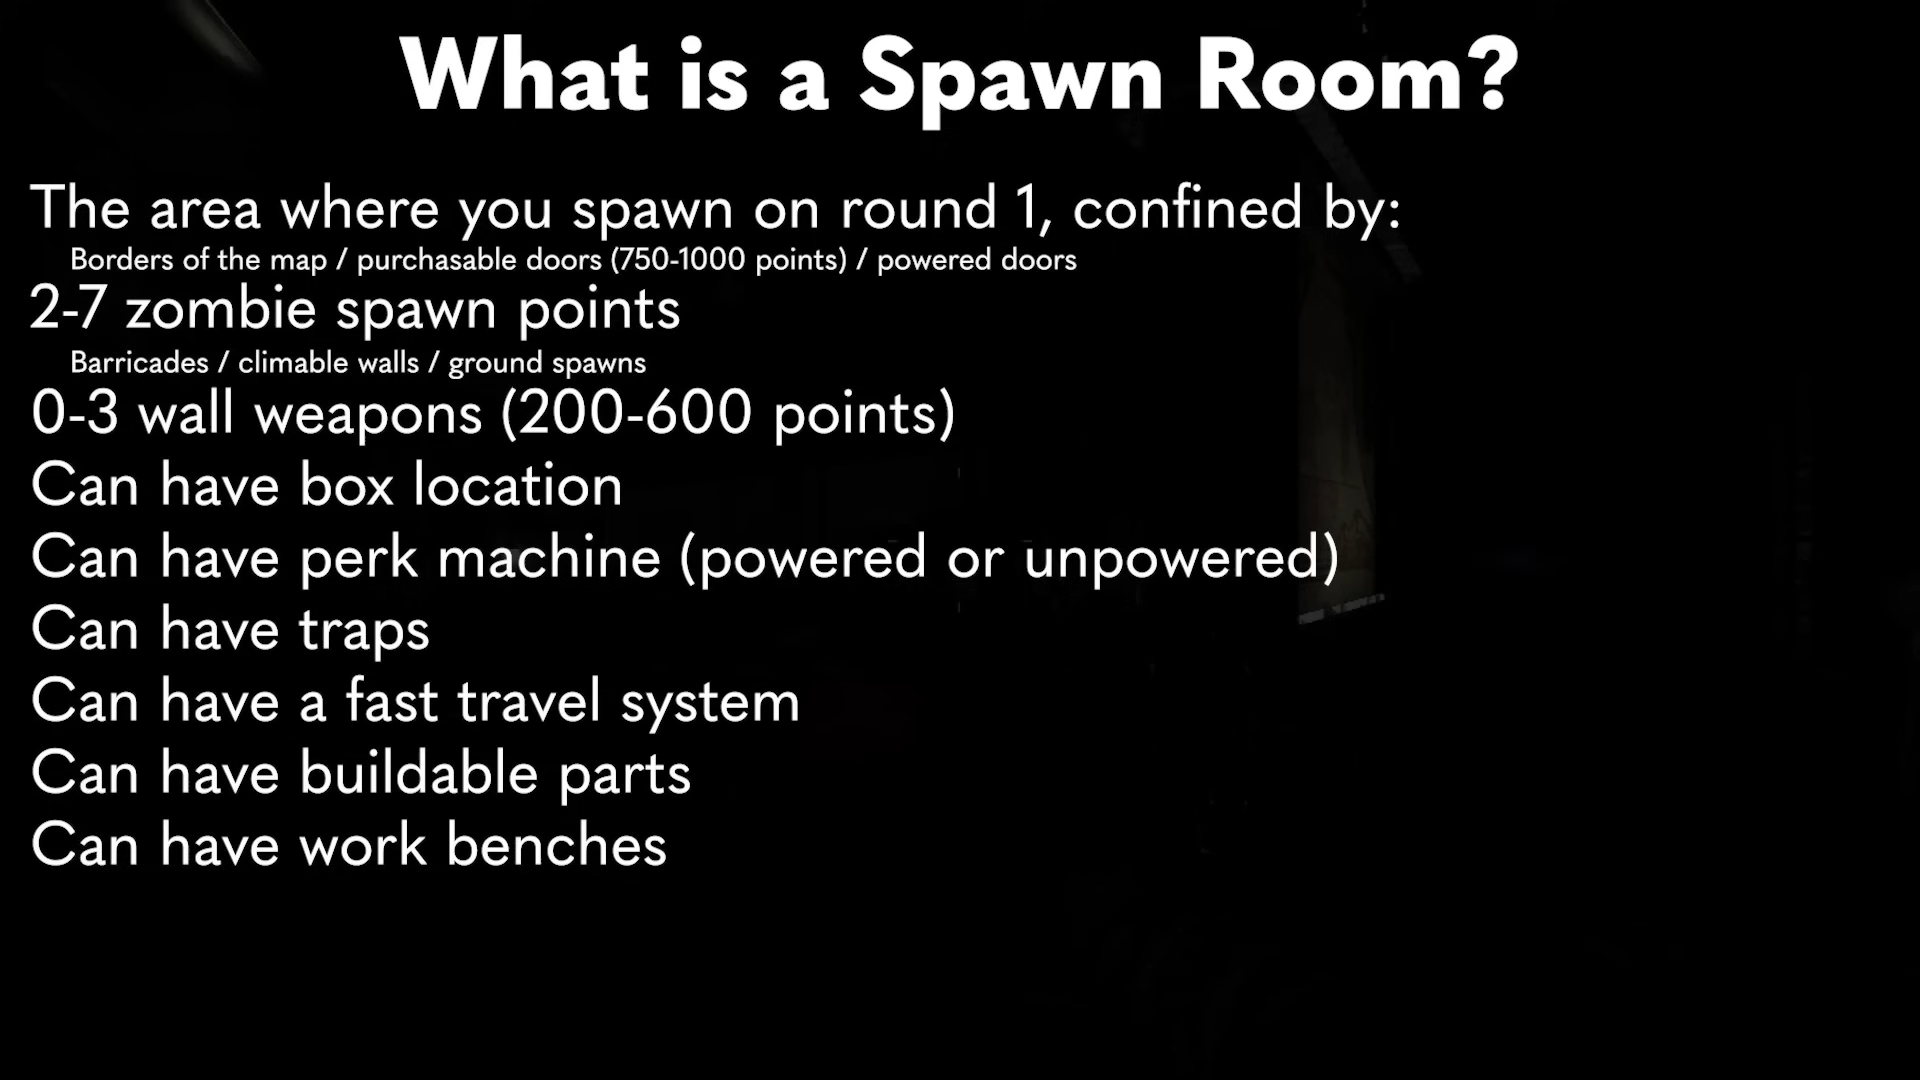 What is a Spawn Room?
The area where you spawn on round 1, confined by:
Borders of the map / purchasable doors (750-1000 points) / powered doors
2-7 zombie spawn points
Barricades / climable walls / ground spawns
0-3 wall weapons (200-600 points)
Can have box location
Can have perk machine (powered or unpowered)
Can have traps
Can have a fast travel system
Can have buildable parts
Can have work benches